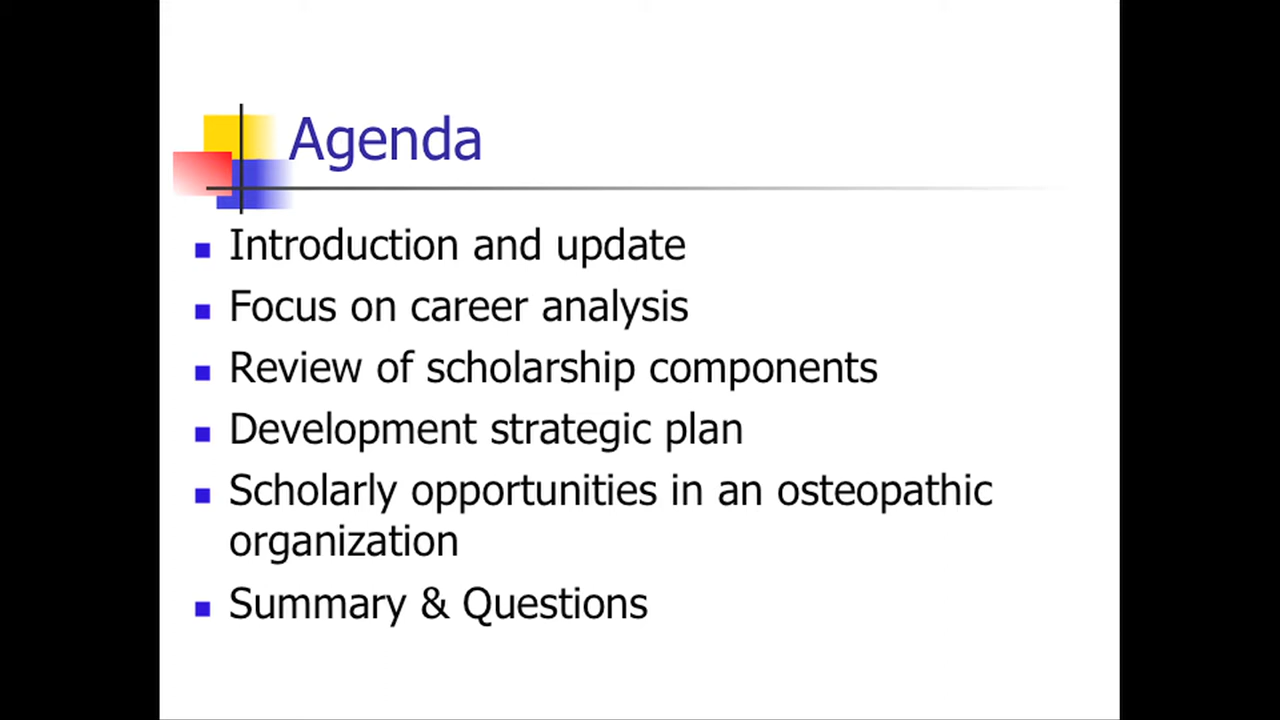 Agenda
Introduction and update
Focus on career analysis
Review of scholarship components
Development strategic plan
Scholarly opportunities in an osteopathic
organization
Summary & Questions